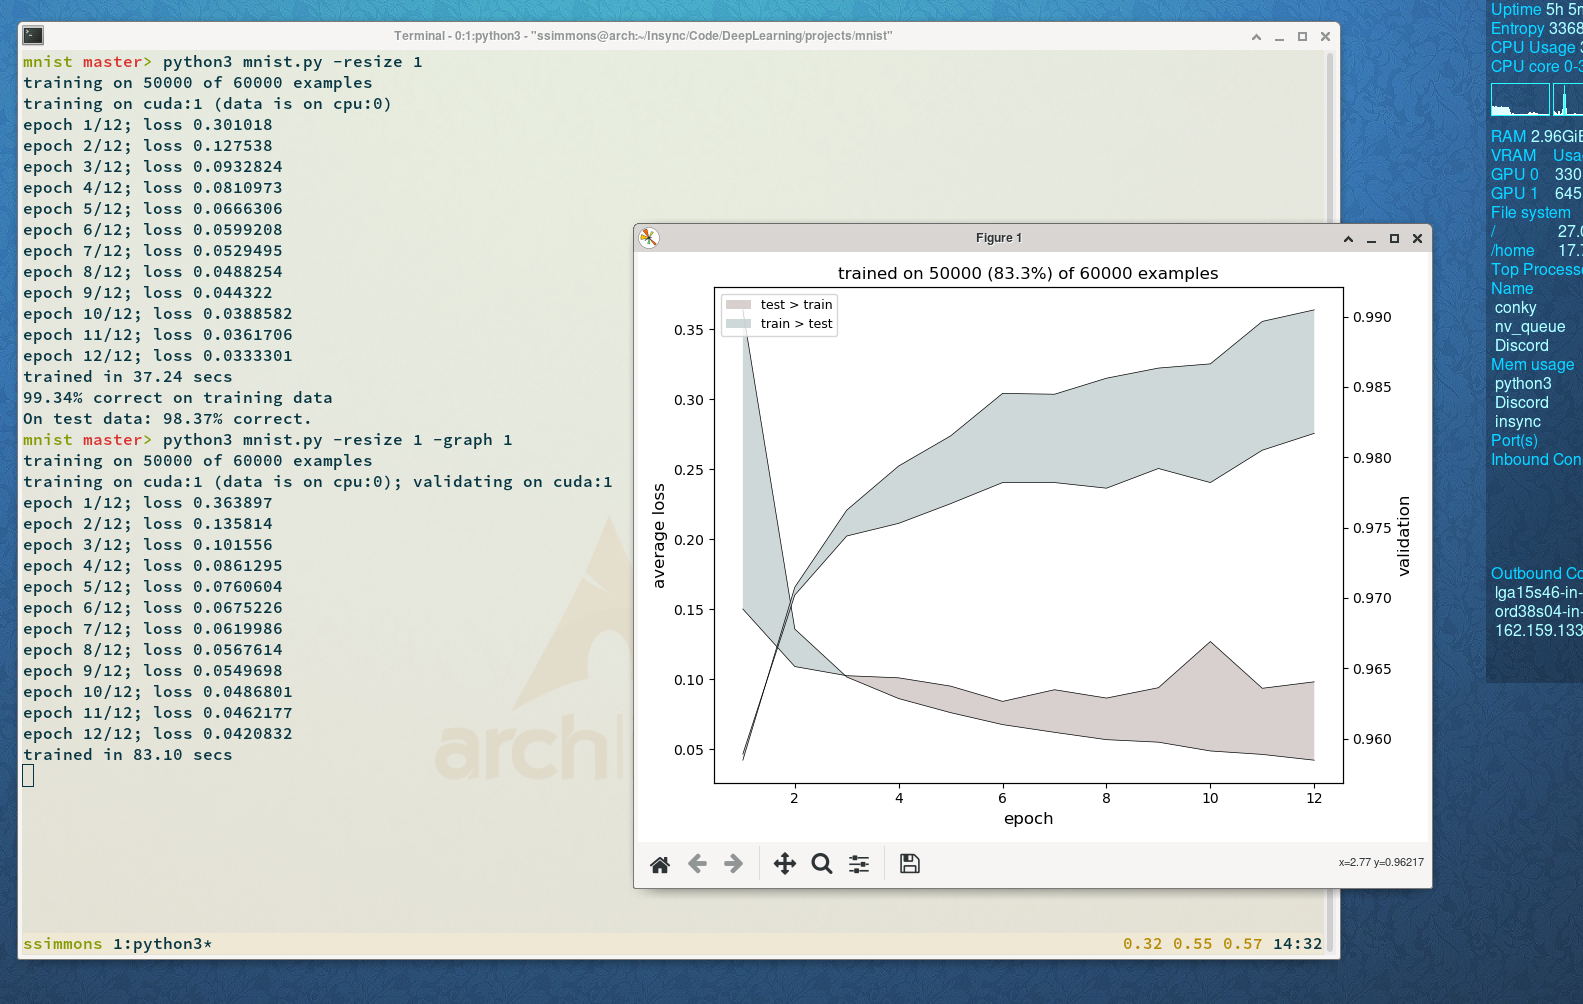 Terminal - 0:1:python3 - "ssimmons@arch:~/Insync/Code/DeepLearning/projects/mnist"
mnist master> python3 mnist.py -resize 1
training on 50000 of 60000 examples
training on cuda:1 (data is on cpu:0)
epoch 1/12; loss 0.301018
epoch 2/12; loss 0.127538
epoch 3/12; loss 0.0932824
epoch 4/12; loss 0.0810973
epoch 5/12; loss 0.0666306
epoch 6/12; loss 0.0599208
epoch 7/12; loss 0.0529495
epoch 8/12; loss 0.0488254
epoch 9/12; loss 0.044322
epoch 10/12; loss 0.0388582
epoch 11/12; loss 0.0361706
epoch 12/12; loss 0.0333301
trained in 37.24 secs
99.34% correct on training data
On test data: 98.37% correct.
mnist master> python3 mnist.py -resize 1 -graph 1
training on 50000 of 60000 examples
training on cuda:1 (data is on cpu:0); validating on cuda:1
epoch 1/12; loss 0.363897
epoch 2/12; loss 0.135814
epoch 3/12; loss 0.101556
epoch 4/12; loss 0.0861295
epoch 5/12; loss 0.0760604
epoch 6/12; loss 0.0675226
epoch 7/12; loss 0.0619986
epoch 8/12; loss 0.0567614
epoch 9/12; loss 0.0549698
epoch 10/12; loss 0.0486801
epoch 11/12; loss 0.0462177
epoch 12/12; loss 0.0420832
trained in 83.10 secs
arch
ssimmons 1:python3* 0.32 0.55 0.57 14:32
Figure 1
trained on 50000 (83.3%) of 60000 examples
test > train
train > test
average loss
0.35
0.30
0.25
0.20
0.15
0.10
0.05
validation
0.990
0.985
0.980
0.975
0.970
0.965
0.960
2 4 6 8 10 12
epoch
x=2.77 y=0.96217
Uptime 5h 5m
Entropy 3368
CPU Usage
CPU core 0-3
RAM 2.96GiB
VRAM Usa
GPU 0 330
GPU 1 645
File system
/ 27.0
/home 17.7
Top Process
Name
conky
nv_queue
Discord
Mem usage
python3
Discord
insync
Port(s)
Inbound Con
Outbound Co
lga15s46-in-
ord38s04-in-
162.159.133